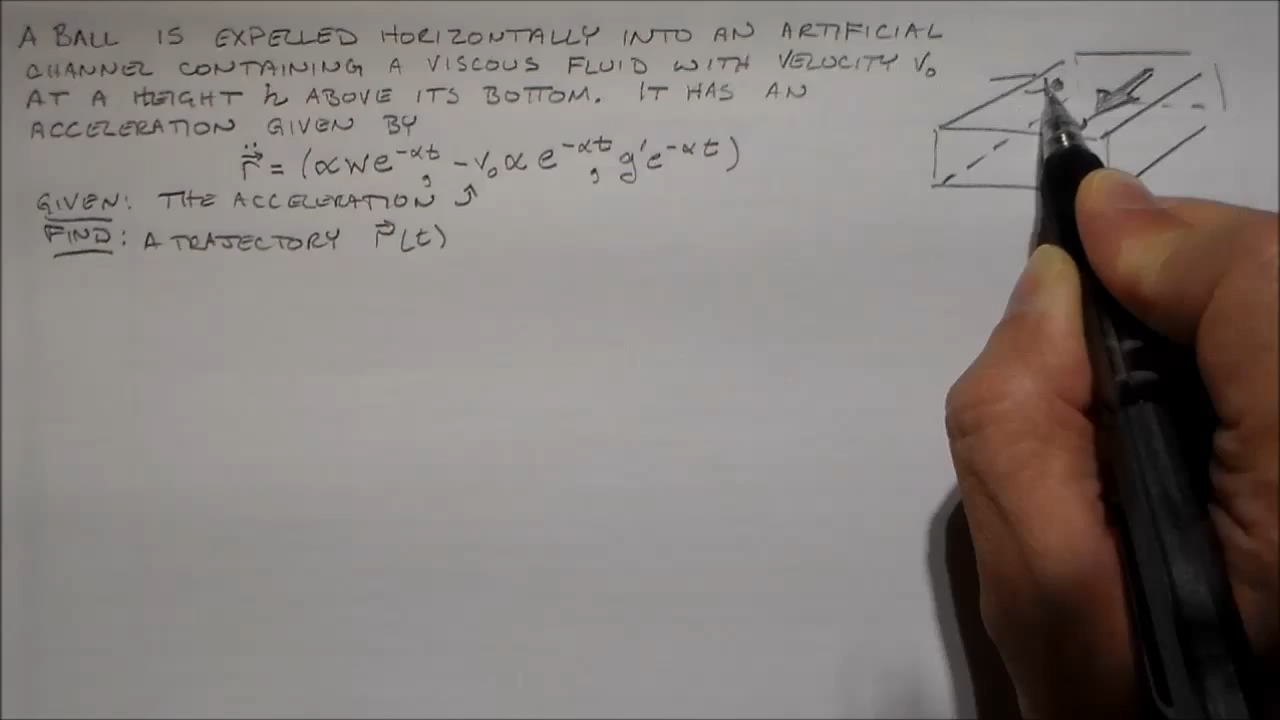 A BALL IS EXPELLED HORIZONTALLY INTO AN ARTIFICIAL
CHANNEL CONTAINING A VISCOUS FLUID WITH VELOCITY V₀
AT A HEIGHT h ABOVE ITS BOTTOM. IT HAS AN
ACCELERATION GIVEN BY
r̈⃗ = (αwe^{-αt}, -v₀αe^{-αt}, g'e^{-αt})
GIVEN: THE ACCELERATION ↗
FIND: A TRAJECTORY r⃗(t)